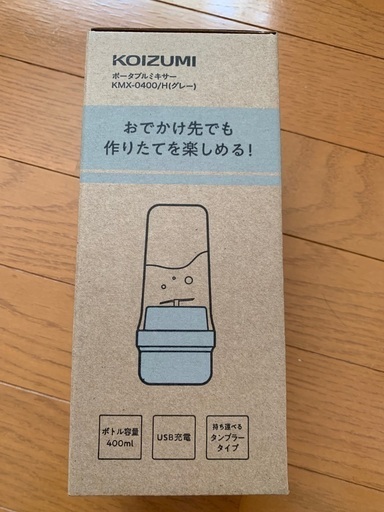 KOIZUMI
ポータブルミキサー
KMX-0400/H(グレー)
おでかけ先でも
作りたてを楽しめる!
ボトル容量
400ml
USB充電
持ち運べる
タンブラー
タイプ